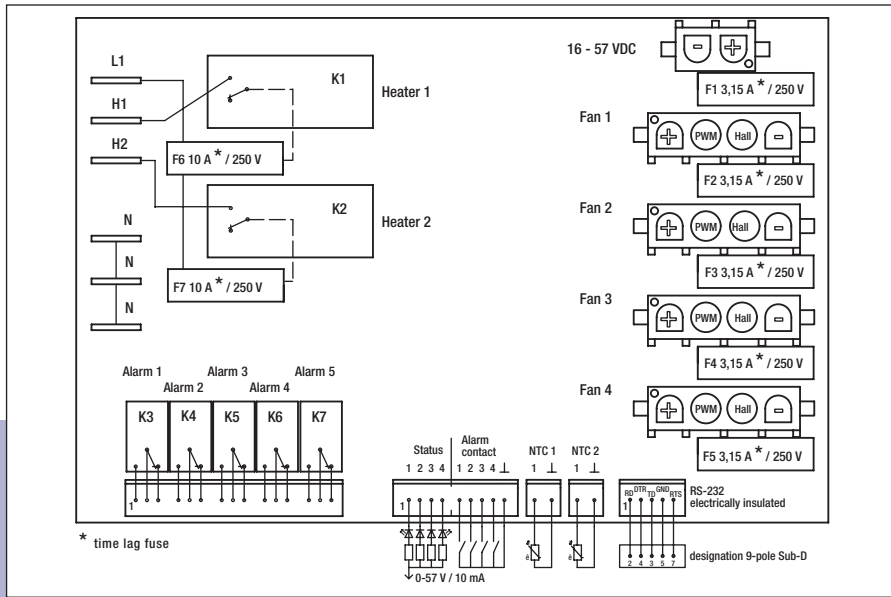 L1
16 - 57 VDC
K1
Heater 1
F1 3,15 A * / 250 V
H1
Fan 1
PWM Hall
H2
F6 10 A * / 250 V
F2 3,15 A * / 250 V
K2
Heater 2
Fan 2
PWM Hall
N
N
F7 10 A * / 250 V
F3 3,15 A * / 250 V
N
Fan 3
PWM Hall
F4 3,15 A * / 250 V
Alarm 1 Alarm 3 Alarm 5
Alarm 2 Alarm 4
Fan 4
PWM Hall
K3 K4 K5 K6 K7
F5 3,15 A * / 250 V
Status Alarm contact NTC 1 NTC 2
1 2 3 4 1 2 3 4 ⊥ 1 ⊥ 1 ⊥
RD DTR TD GND RTS
RS-232
electrically insulated
1 1 1
* time lag fuse
designation 9-pole Sub-D
2 4 3 5 7
0-57 V / 10 mA